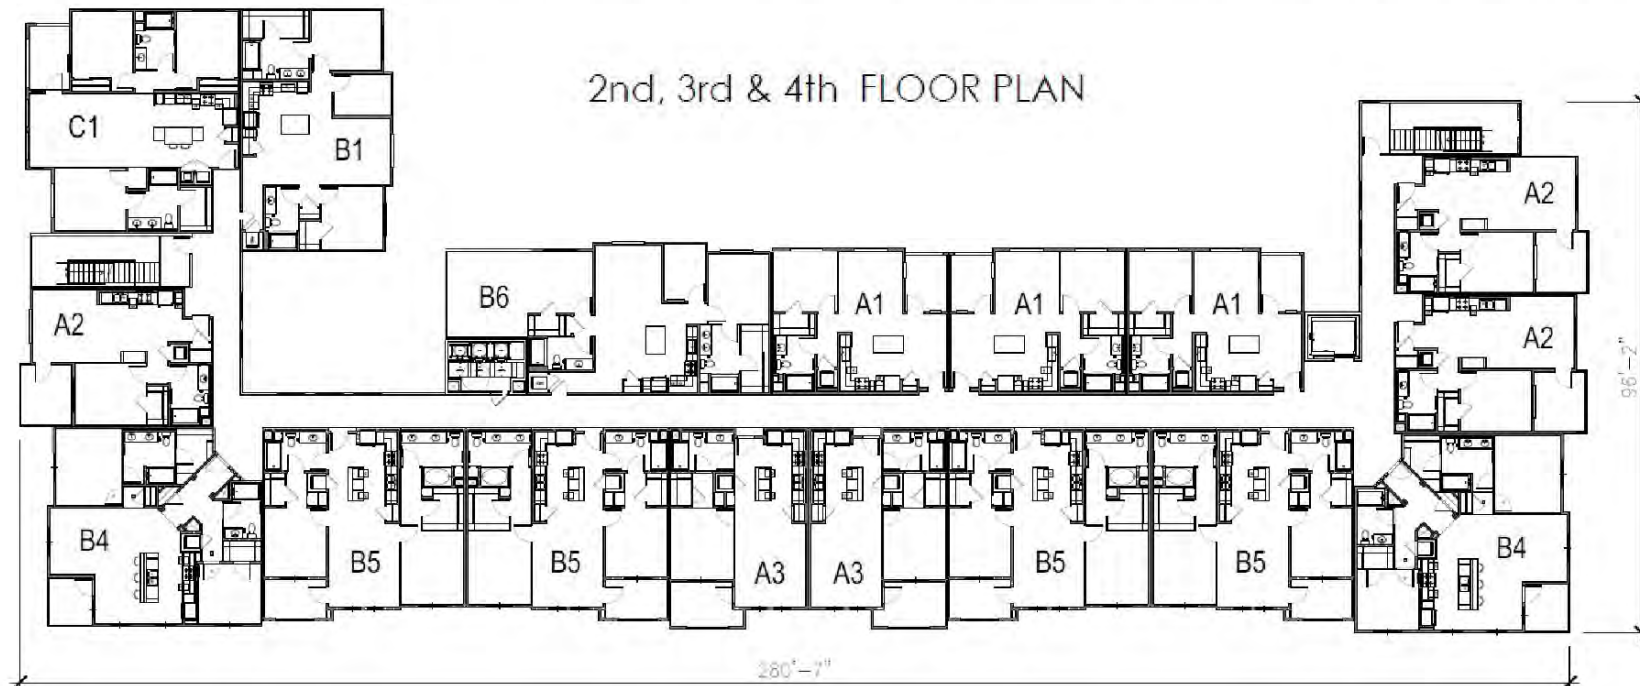 2nd, 3rd & 4th FLOOR PLAN
C1
B1
A2
B6
A1
A1
A1
A2
A2
96'-2"
B4
B5
B5
A3
A3
B5
B5
B4
280'-7"